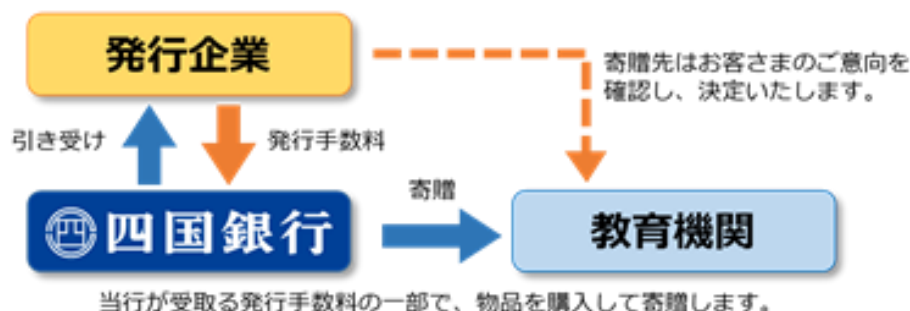 発行企業
寄贈先はお客さまのご意向を
確認し、決定いたします。
引き受け
発行手数料
四国銀行
寄贈
教育機関
当行が受取る発行手数料の一部で、物品を購入して寄贈します。